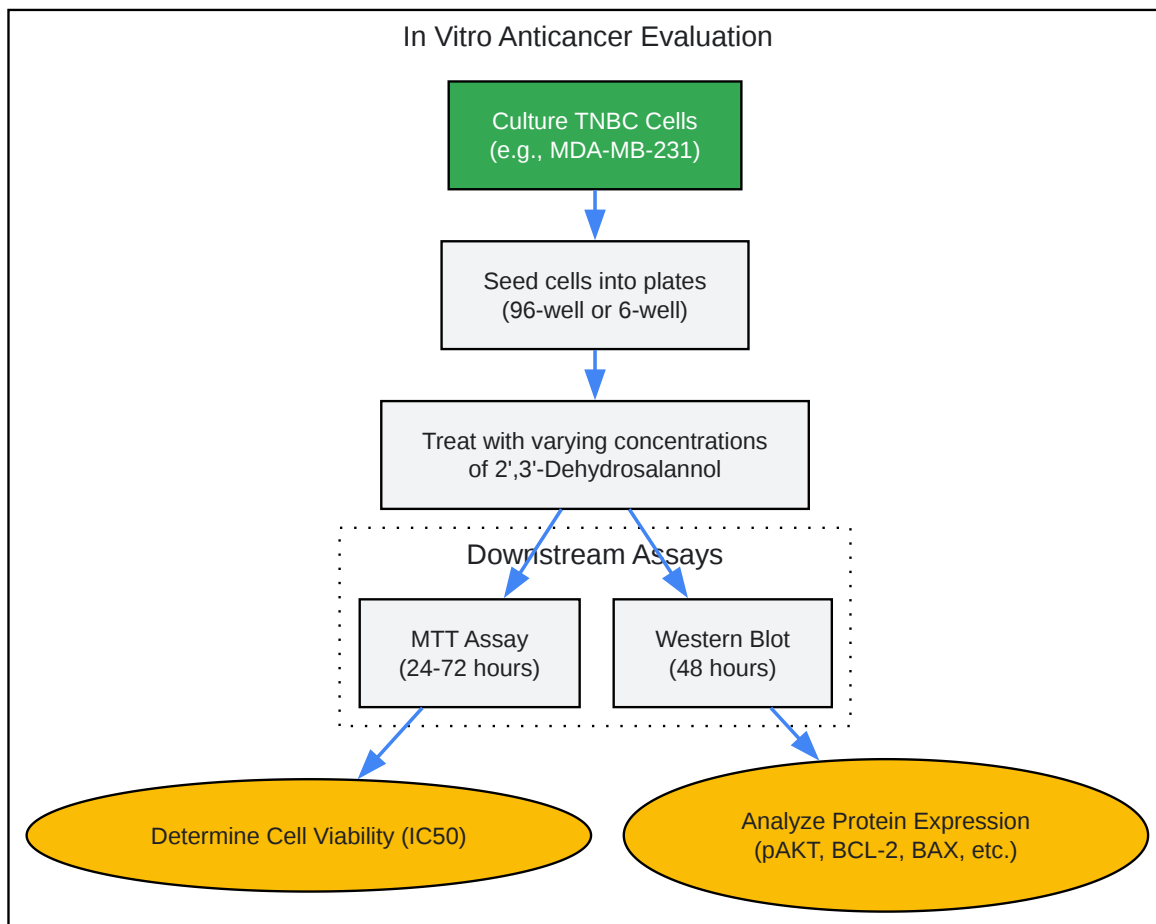 In Vitro Anticancer Evaluation
Culture TNBC Cells
(e.g., MDA-MB-231)
Seed cells into plates
(96-well or 6-well)
Treat with varying concentrations
of 2',3'-Dehydrosalannol
Downstream Assays
MTT Assay
(24-72 hours)
Western Blot
(48 hours)
Determine Cell Viability (IC50)
Analyze Protein Expression
(pAKT, BCL-2, BAX, etc.)